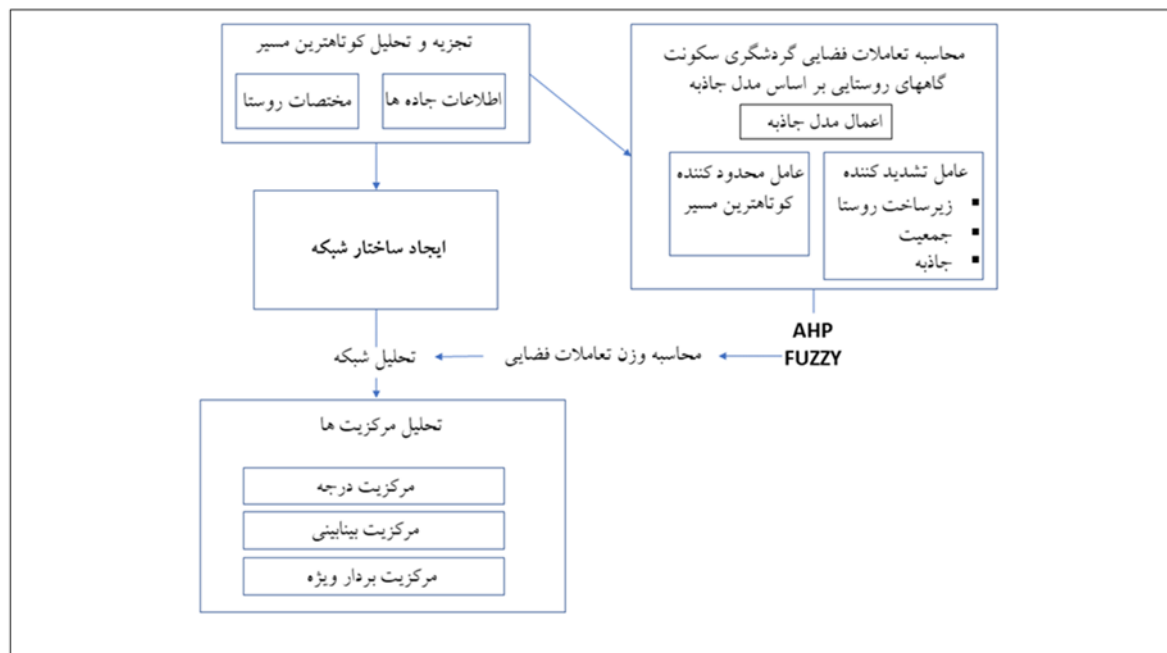 تجزیه و تحلیل کوتاهترین مسیر
اطلاعات جاده ها
مختصات روستا
محاسبه تعاملات فضایی گردشگری سکونت
گاههای روستایی بر اساس مدل جاذبه
اعمال مدل جاذبه
عامل تشدید کننده
▪ زیرساخت روستا
▪ جمعیت
▪ جاذبه
عامل محدود کننده
کوتاهترین مسیر
ایجاد ساختار شبکه
AHP
FUZZY
محاسبه وزن تعاملات فضایی
تحلیل شبکه
تحلیل مرکزیت ها
مرکزیت درجه
مرکزیت بینابینی
مرکزیت بردار ویژه